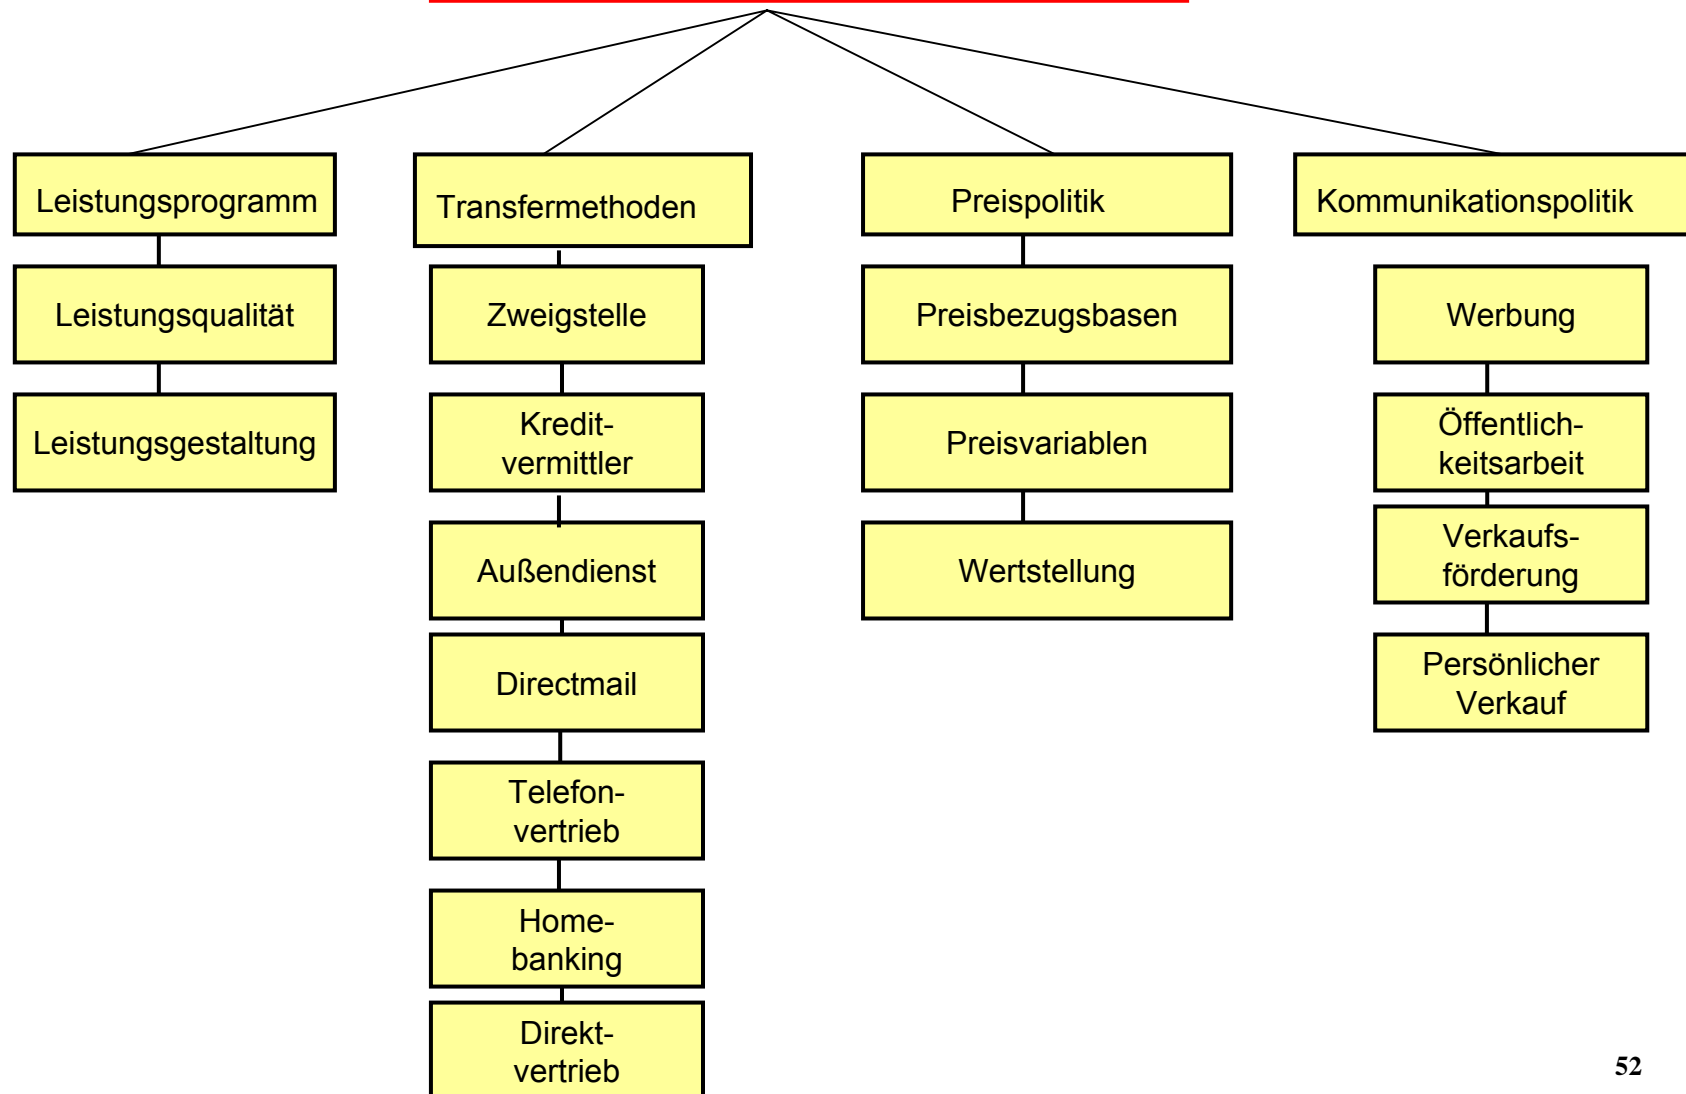 Leistungsprogramm
Transfermethoden
Preispolitik
Kommunikationspolitik
Leistungsqualität
Zweigstelle
Preisbezugsbasen
Werbung
Leistungsgestaltung
Kredit-
vermittler
Preisvariablen
Öffentlich-
keitsarbeit
Außendienst
Wertstellung
Verkaufs-
förderung
Directmail
Persönlicher
Verkauf
Telefon-
vertrieb
Home-
banking
Direkt-
vertrieb
52